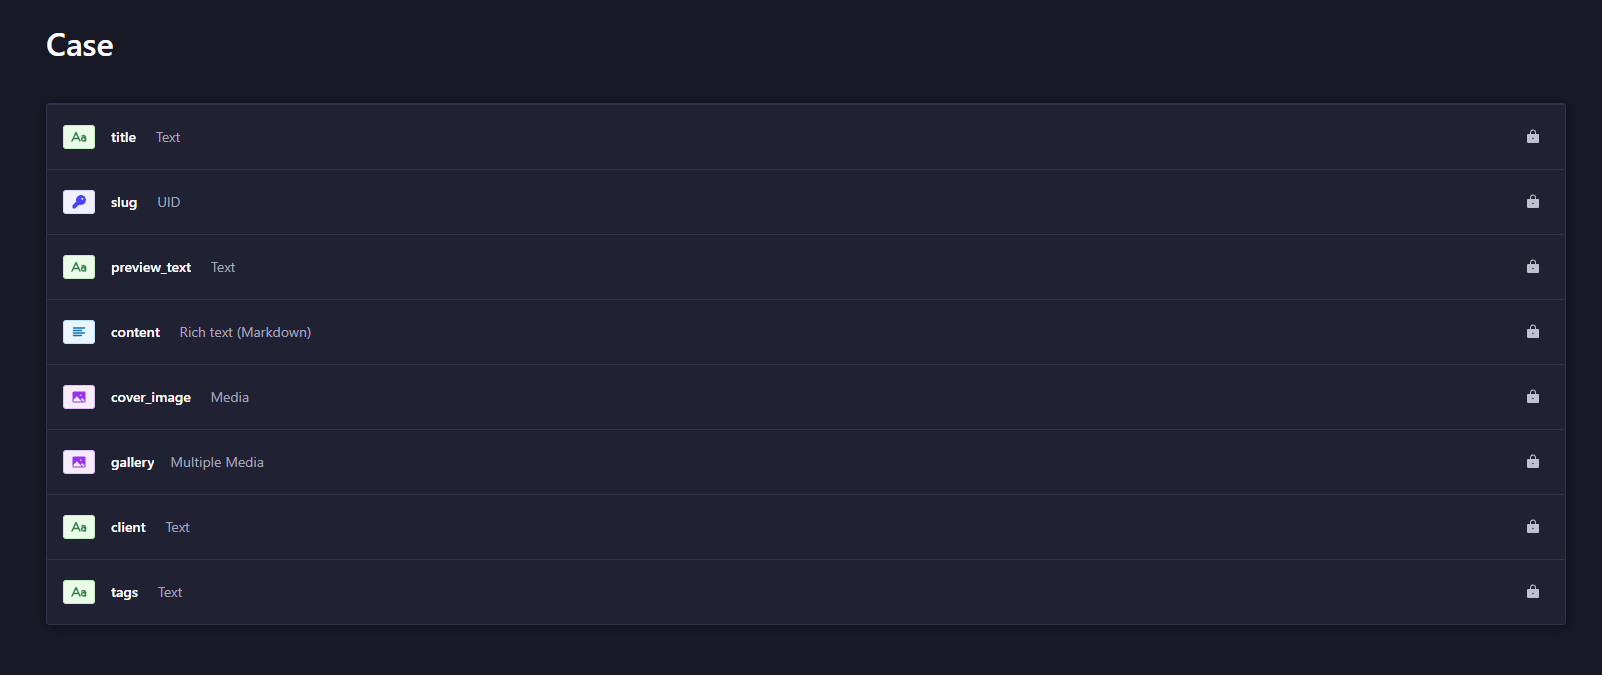 Case
Aa title Text
slug UID
Aa preview_text Text
content Rich text (Markdown)
cover_image Media
gallery Multiple Media
Aa client Text
Aa tags Text